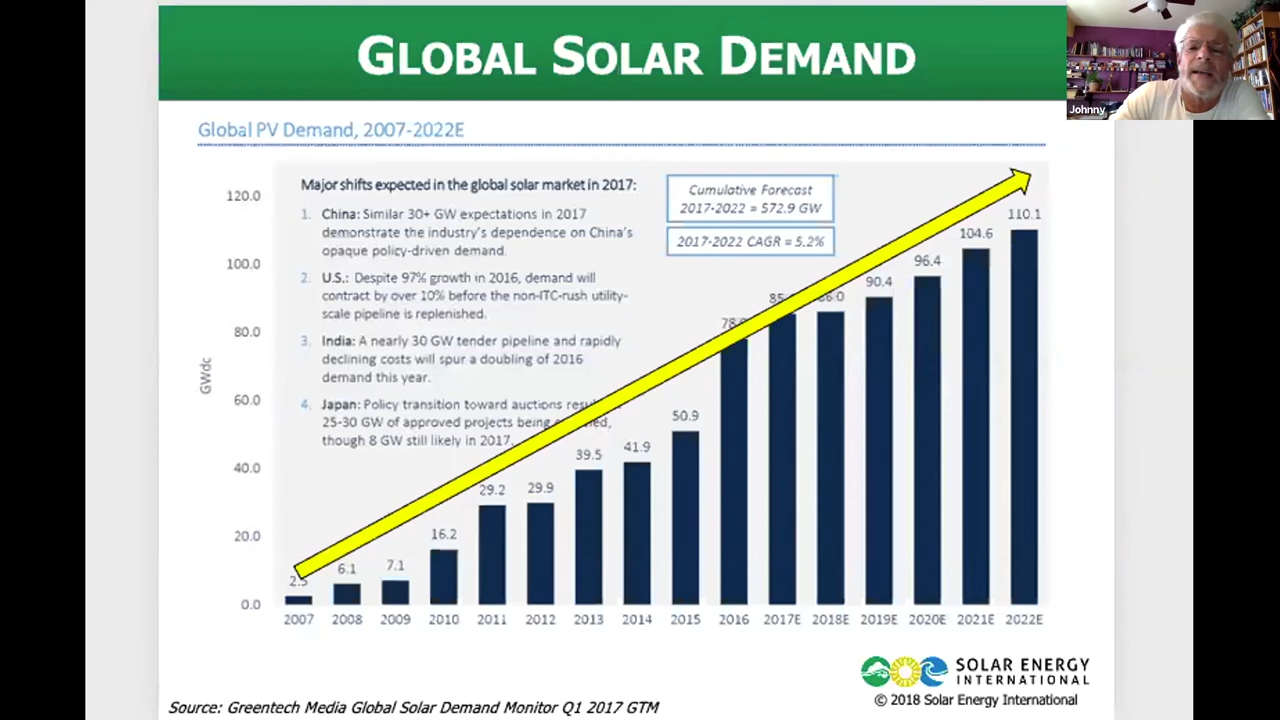 GLOBAL SOLAR DEMAND
Johnny
Global PV Demand, 2007-2022E
Major shifts expected in the global solar market in 2017:
1. China: Similar 30+ GW expectations in 2017
demonstrate the industry's dependence on China's
opaque policy-driven demand.
2. U.S.: Despite 97% growth in 2016, demand will
contract by over 10% before the non-ITC-rush utility-
scale pipeline is replenished.
3. India: A nearly 30 GW tender pipeline and rapidly
declining costs will spur a doubling of 2016
demand this year.
4. Japan: Policy transition toward auctions
25-30 GW of approved projects being
though 8 GW still likely in 2017.
Cumulative Forecast
2017-2022 = 572.9 GW
2017-2022 CAGR = 5.2%
GWdc
120.0
100.0
80.0
60.0
40.0
20.0
0.0
6.1
7.1
16.2
29.2
29.9
39.5
41.9
50.9
90.4
96.4
104.6
110.1
2007 2008 2009 2010 2011 2012 2013 2014 2015 2016 2017E 2018E 2019E 2020E 2021E 2022E
SOLAR ENERGY
INTERNATIONAL
© 2018 Solar Energy International
Source: Greentech Media Global Solar Demand Monitor Q1 2017 GTM